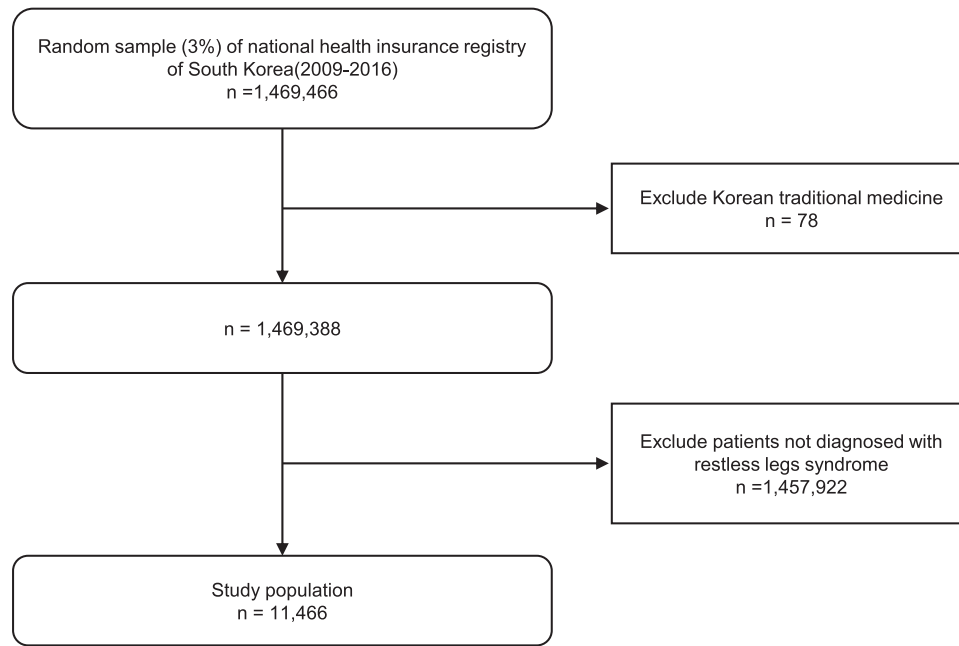 Random sample (3%) of national health insurance registry
of South Korea(2009-2016)
n =1,469,466
Exclude Korean traditional medicine
n = 78
n = 1,469,388
Exclude patients not diagnosed with
restless legs syndrome
n =1,457,922
Study population
n = 11,466